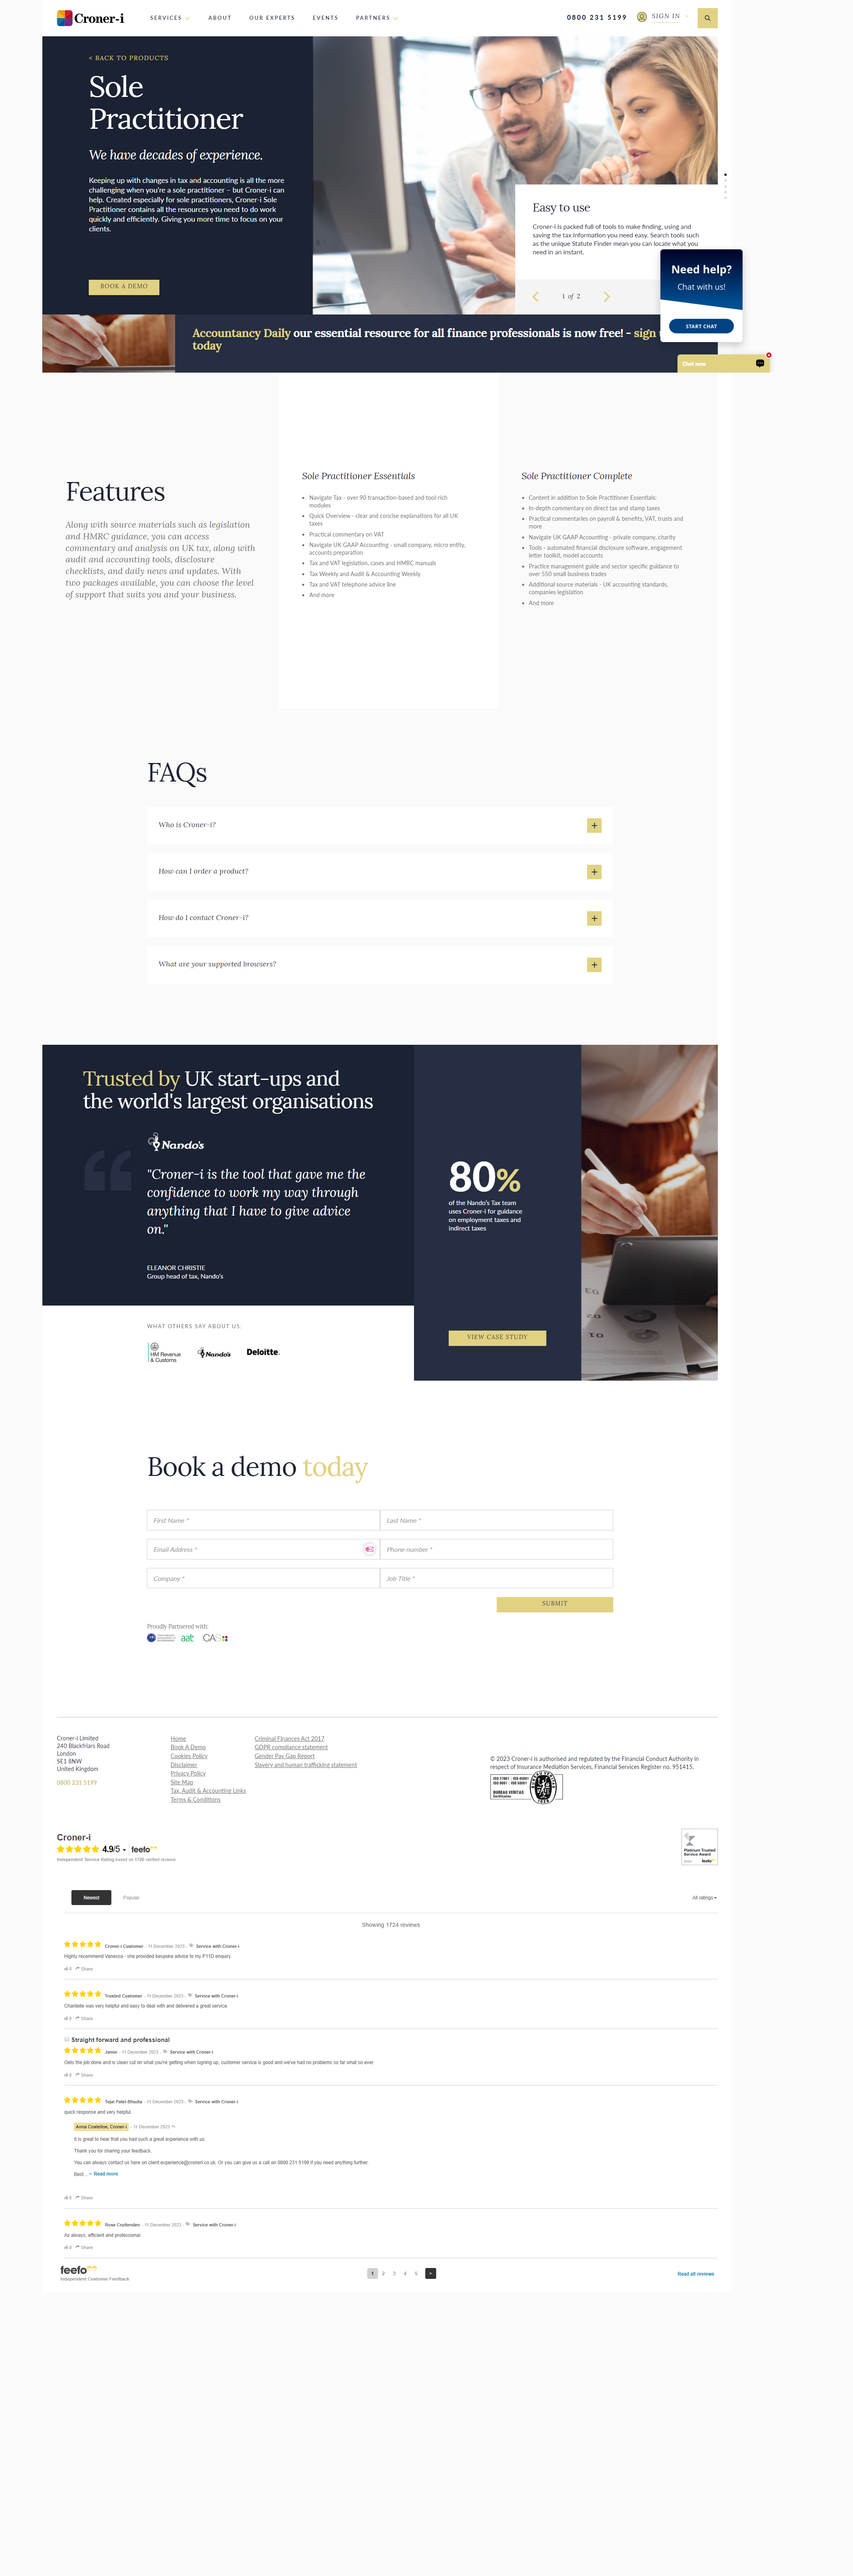 Croner-i
SERVICES
ABOUT
OUR EXPERTS
EVENTS
PARTNERS
0800 231 5199
SIGN IN
< BACK TO PRODUCTS
Sole
Practitioner
We have decades of experience.
Keeping up with changes in tax and accounting is all the more
challenging when you're a sole practitioner – but Croner-i can
help. Created especially for sole practitioners, Croner-i Sole
Practitioner contains all the resources you need to do work
quickly and efficiently. Giving you more time to focus on your
clients.
BOOK A DEMO
Easy to use
Croner-i is packed full of tools to make finding, using and
saving the tax information you need easy. Search tools such
as the unique Statute Finder mean you can locate what you
need in an instant.
1 of 2
Need help?
Chat with us!
START CHAT
Chat now
Accountancy Daily our essential resource for all finance professionals is now free! - sign
today
Features
Along with source materials such as legislation
and HMRC guidance, you can access
commentary and analysis on UK tax, along with
audit and accounting tools, disclosure
checklists, and daily news and updates. With
two packages available, you can choose the level
of support that suits you and your business.
Sole Practitioner Essentials
• Navigate Tax - over 90 transaction-based and tool-rich
modules
• Quick Overview - clear and concise explanations for all UK
taxes
• Practical commentary on VAT
• Navigate UK GAAP Accounting - small company, micro entity,
accounts preparation
• Tax and VAT legislation, cases and HMRC manuals
• Tax Weekly and Audit & Accounting Weekly
• Tax and VAT telephone advice line
• And more
Sole Practitioner Complete
• Content in addition to Sole Practitioner Essentials:
• In-depth commentary on direct tax and stamp taxes
• Practical commentaries on payroll & benefits, VAT, trusts and
more
• Navigate UK GAAP Accounting - private company, charity
• Tools - automated financial disclosure software, engagement
letter toolkit, model accounts
• Practice management guide and sector specific guidance to
over 550 small business trades
• Additional source materials - UK accounting standards,
companies legislation
• And more
FAQs
Who is Croner-i?
How can I order a product?
How do I contact Croner-i?
What are your supported browsers?
Trusted by UK start-ups and
the world's largest organisations
Nando's
"Croner-i is the tool that gave me the
confidence to work my way through
anything that I have to give advice
on."
ELEANOR CHRISTIE
Group head of tax, Nando's
80%
of the Nando's Tax team
uses Croner-i for guidance
on employment taxes and
indirect taxes
VIEW CASE STUDY
WHAT OTHERS SAY ABOUT US:
HM Revenue
& Customs
Nando's
Deloitte.
Book a demo today
First Name *
Last Name *
Email Address *
Phone number *
Company *
Job Title *
SUBMIT
Proudly Partnered with:
aat
ICAS
Croner-i Limited
240 Blackfriars Road
London
SE1 8NW
United Kingdom
0800 231 5199
Home
Book A Demo
Cookies Policy
Disclaimer
Privacy Policy
Site Map
Tax, Audit & Accounting Links
Terms & Conditions
Criminal Finances Act 2017
GDPR compliance statement
Gender Pay Gap Report
Slavery and human trafficking statement
© 2023 Croner-i is authorised and regulated by the Financial Conduct Authority in
respect of Insurance Mediation Services, Financial Services Register no. 951415.
BUREAU VERITAS
Croner-i
4.9/5
feefo
Independent Service Rating based on 1726 verified reviews
Platinum Trusted
Service Award
feefo
Newest
Popular
All ratings
Showing 1724 reviews
Croner-i Customer - 11 December 2023 - Service with Croner-i
Highly recommend Vanessa - she provided bespoke advise to my P11D enquiry.
0 Share
Trusted Customer - 11 December 2023 - Service with Croner-i
Chantelle was very helpful and easy to deal with and delivered a great service.
0 Share
Straight forward and professional
Jamie - 11 December 2023 - Service with Croner-i
Gets the job done and is clean cut on what you're getting when signing up, customer service is good and we've had no problems so far what so ever.
0 Share
Tejal Patel-Bhudia - 11 December 2023 - Service with Croner-i
quick response and very helpful.
Anna Costelloe, Croner-i - 11 December 2023
It is great to hear that you had such a great experience with us.
Thank you for sharing your feedback.
You can always contact us here on client.experience@croneri.co.uk. Or you can give us a call on 0800 231 5199 if you need anything further.
Best... Read more
0 Share
Rose Cruttenden - 11 December 2023 - Service with Croner-i
As always, efficient and professional.
0 Share
feefo
Independent Customer Feedback
1 2 3 4 5 >
Read all reviews